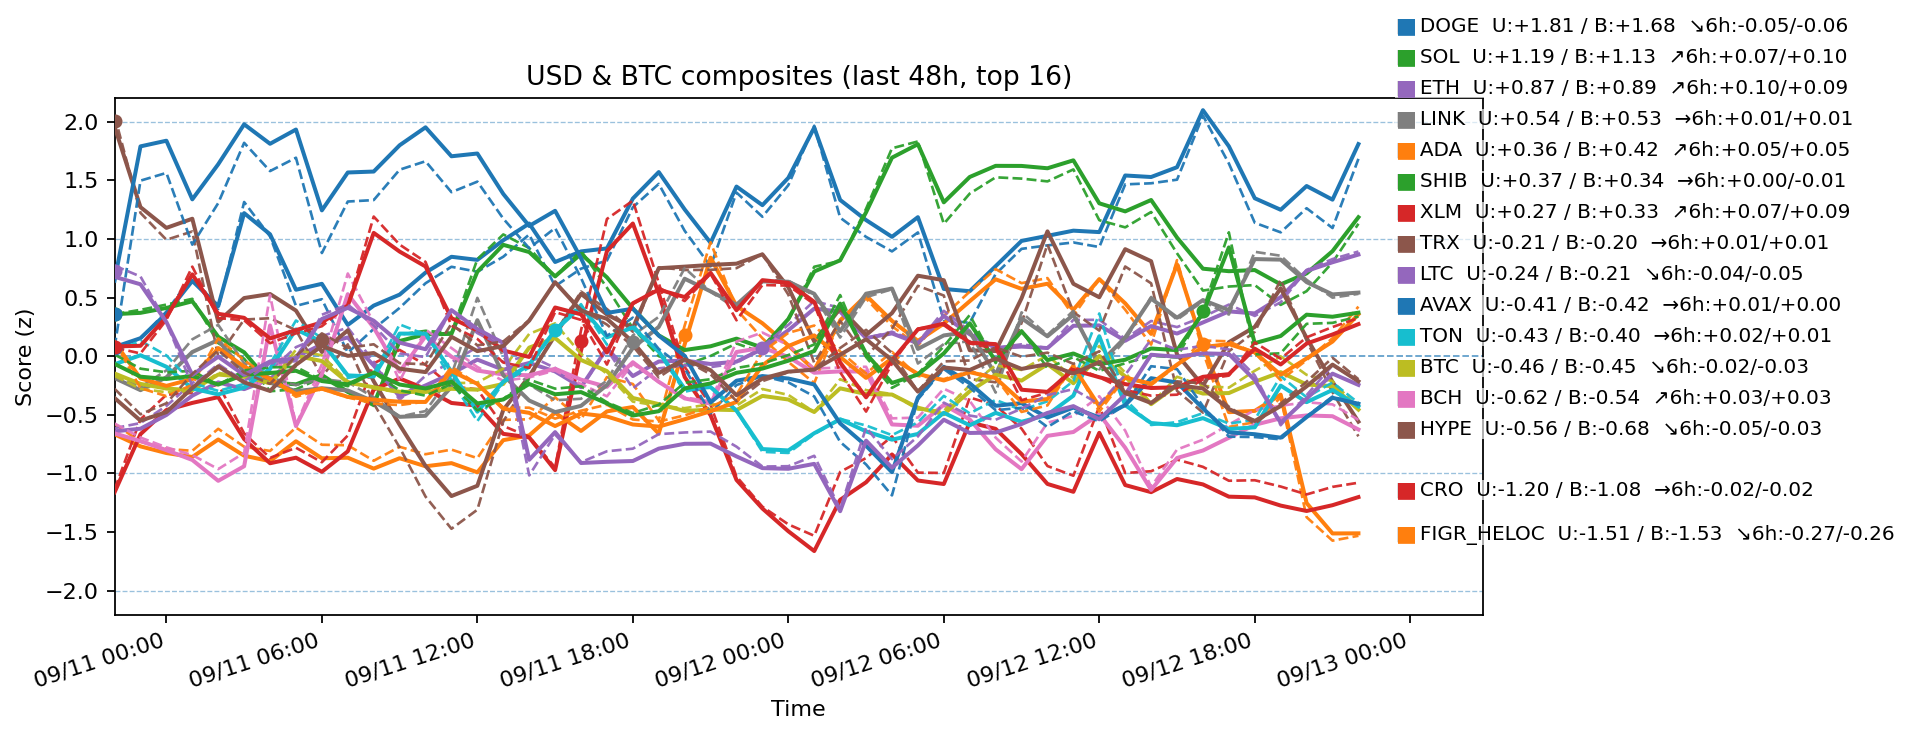 DOGE  U:+1.81 / B:+1.68  ↘6h:-0.05/-0.06
SOL  U:+1.19 / B:+1.13  ↗6h:+0.07/+0.10
USD & BTC composites (last 48h, top 16)
ETH  U:+0.87 / B:+0.89  ↗6h:+0.10/+0.09
LINK  U:+0.54 / B:+0.53  →6h:+0.01/+0.01
ADA  U:+0.36 / B:+0.42  ↗6h:+0.05/+0.05
SHIB  U:+0.37 / B:+0.34  →6h:+0.00/-0.01
XLM  U:+0.27 / B:+0.33  ↗6h:+0.07/+0.09
TRX  U:-0.21 / B:-0.20  →6h:+0.01/+0.01
LTC  U:-0.24 / B:-0.21  ↘6h:-0.04/-0.05
AVAX  U:-0.41 / B:-0.42  →6h:+0.01/+0.00
TON  U:-0.43 / B:-0.40  →6h:+0.02/+0.01
BTC  U:-0.46 / B:-0.45  ↘6h:-0.02/-0.03
BCH  U:-0.62 / B:-0.54  ↗6h:+0.03/+0.03
HYPE  U:-0.56 / B:-0.68  ↘6h:-0.05/-0.03
CRO  U:-1.20 / B:-1.08  →6h:-0.02/-0.02
FIGR_HELOC  U:-1.51 / B:-1.53  ↘6h:-0.27/-0.26
Score (z)
2.0
1.5
1.0
0.5
0.0
−0.5
−1.0
−1.5
−2.0
09/11 00:00
09/11 06:00
09/11 12:00
09/11 18:00
09/12 00:00
09/12 06:00
09/12 12:00
09/12 18:00
09/13 00:00
Time